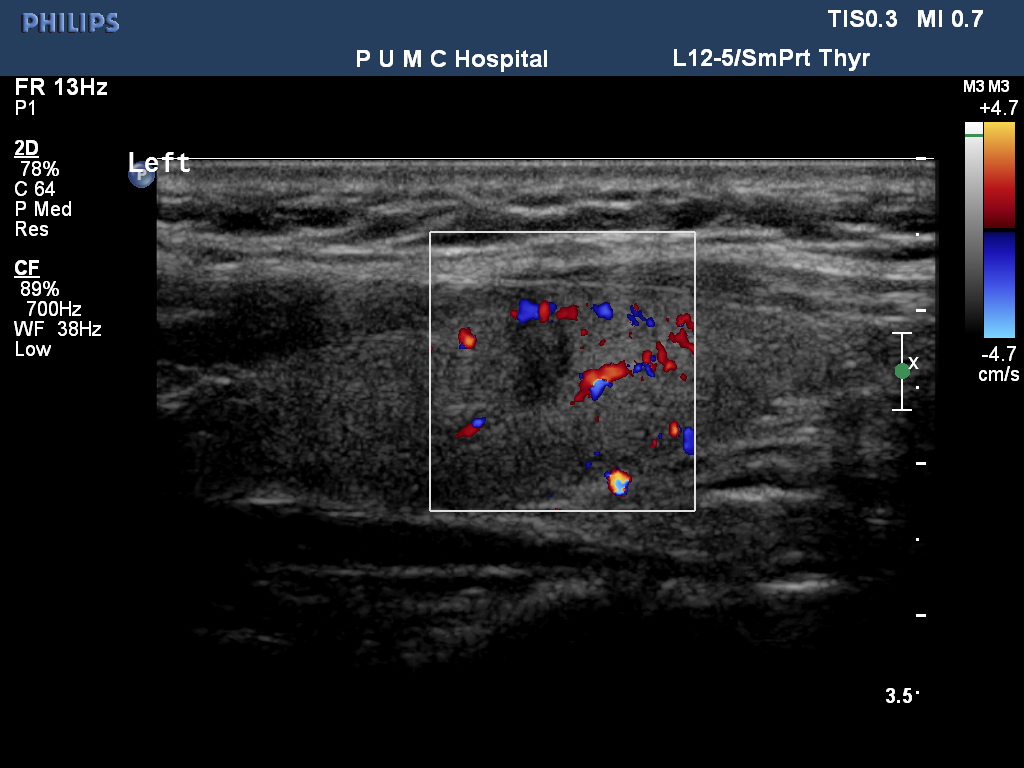 PHILIPS
TIS0.3 MI 0.7
P U M C Hospital
L12-5/SmPrt Thyr
FR 13Hz
P1
2D
78%
C 64
P Med
Res
CF
89%
700Hz
WF 38Hz
Low
Left
P
M3 M3
+4.7
-4.7
cm/s
X
3.5